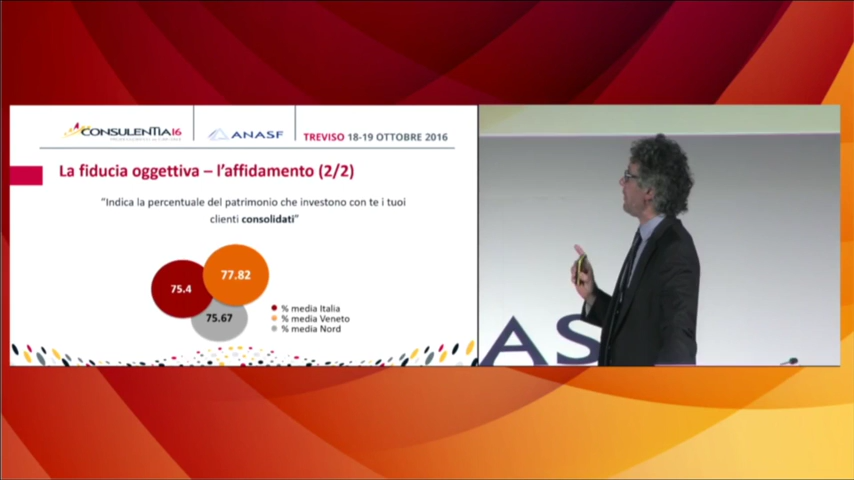 CONSULENTIA16
ANASF
TREVISO 18-19 OTTOBRE 2016
La fiducia oggettiva – l'affidamento (2/2)
"Indica la percentuale del patrimonio che investono con te i tuoi
clienti consolidati"
77.82
75.4
75.67
% media Italia
% media Veneto
% media Nord
AS